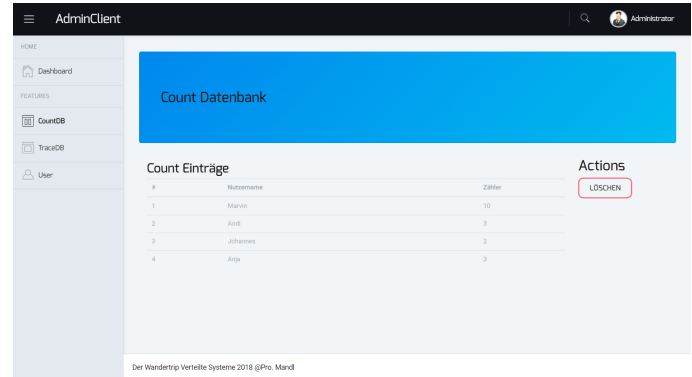 AdminClient
Administrator
HOME
Dashboard
FEATURES
CountDB
TraceDB
User
Count Datenbank
Count Einträge
# Nutzername Zähler
1 Marvin 10
2 Andi 3
3 Johannes 2
4 Anja 3
Actions
LÖSCHEN
Der Wandertrip Verteilte Systeme 2018 @Pro. Mandl